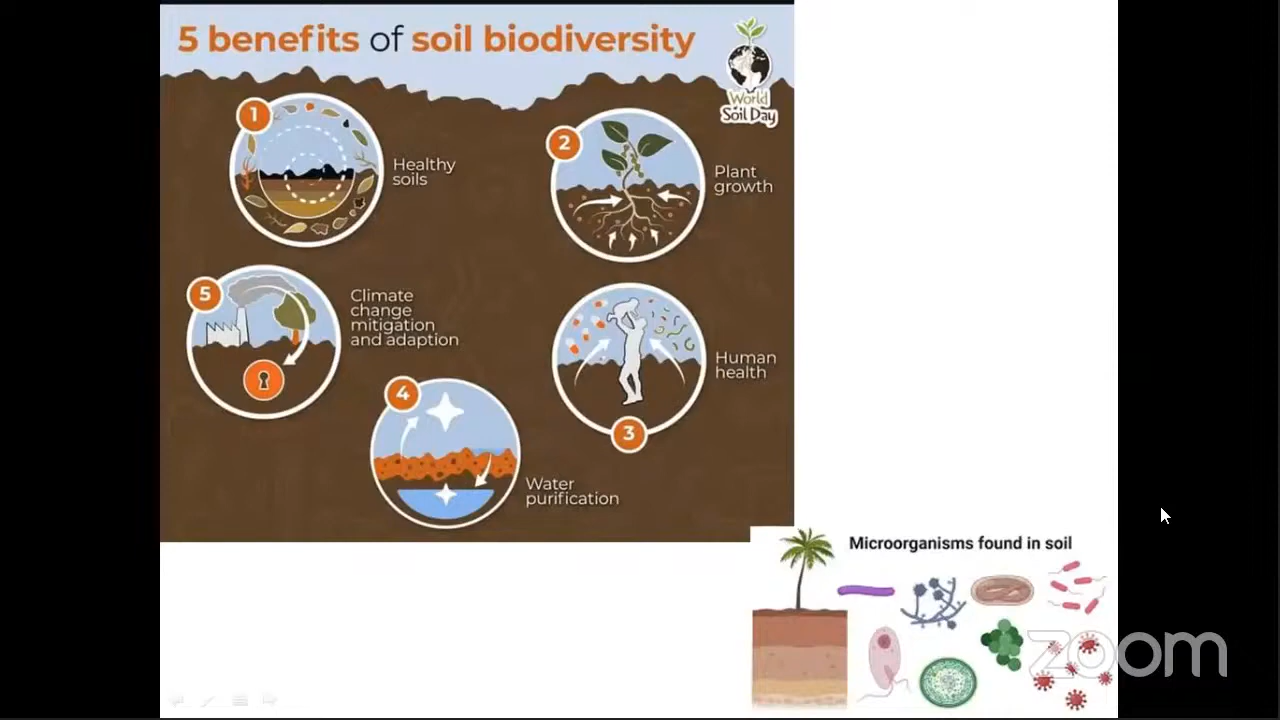 5 benefits of soil biodiversity
World
Soil Day
1
Healthy
soils
2
Plant
growth
5
Climate
change
mitigation
and adaption
Human
health
3
4
Water
purification
Microorganisms found in soil
zoom